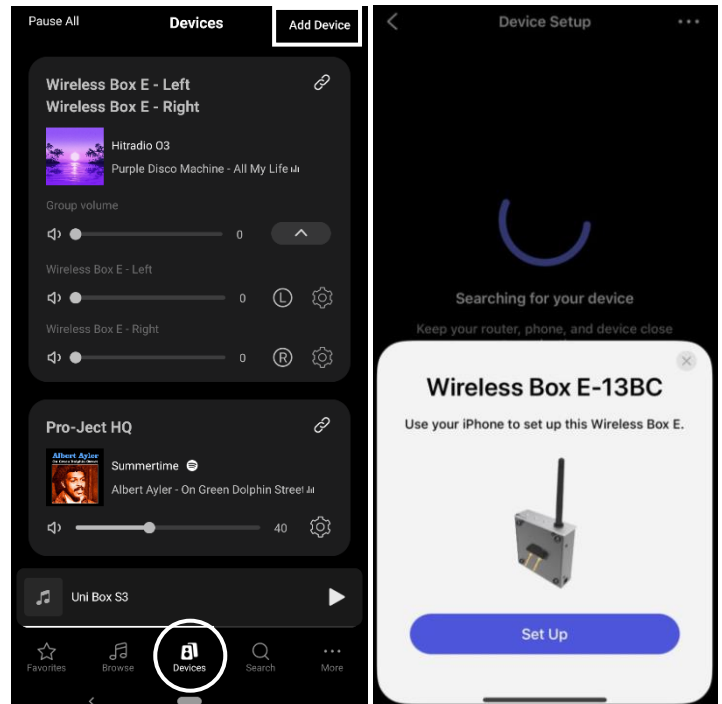 Pause All
Devices
Add Device
Wireless Box E - Left
Wireless Box E - Right
Hitradio O3
Purple Disco Machine - All My Life
Group volume
0
Wireless Box E - Left
0
L
Wireless Box E - Right
0
R
Pro-Ject HQ
Albert Ayler
Summertime
Albert Ayler - On Green Dolphin Street
40
Uni Box S3
Favorites
Browse
Devices
Search
More
Device Setup
Searching for your device
Keep your router, phone, and device close
Wireless Box E-13BC
Use your iPhone to set up this Wireless Box E.
Set Up